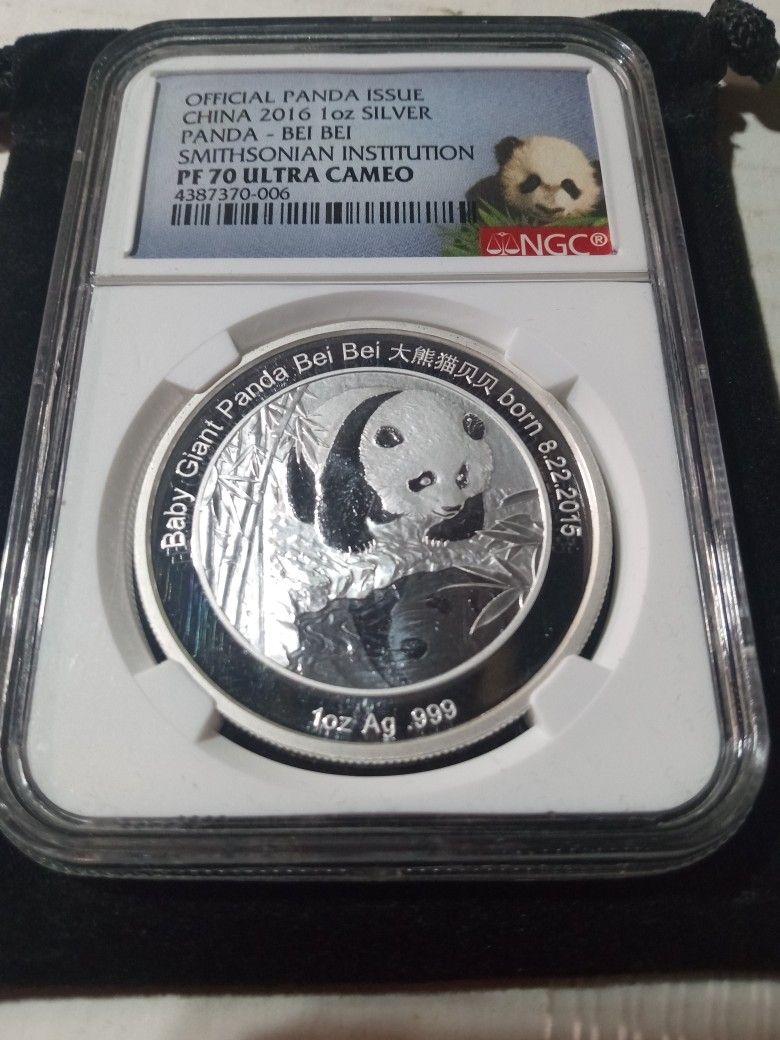 OFFICIAL PANDA ISSUE
CHINA 2016 1oz SILVER
PANDA - BEI BEI
SMITHSONIAN INSTITUTION
PF 70 ULTRA CAMEO
4387370-006
NGC®
Baby Giant Panda Bei Bei 大熊猫贝贝 born 8.22.2015
1oz Ag .999